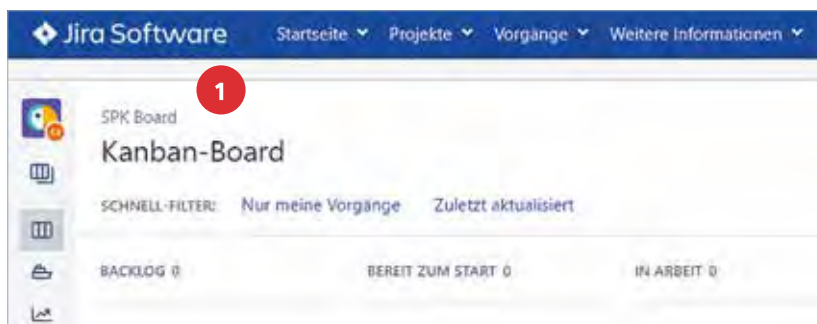 Jira Software Startseite Projekte Vorgänge Weitere Informationen
1
SPK Board
Kanban-Board
SCHNELL-FILTER: Nur meine Vorgänge Zuletzt aktualisiert
BACKLOG 0 BEREIT ZUM START 0 IN ARBEIT 0